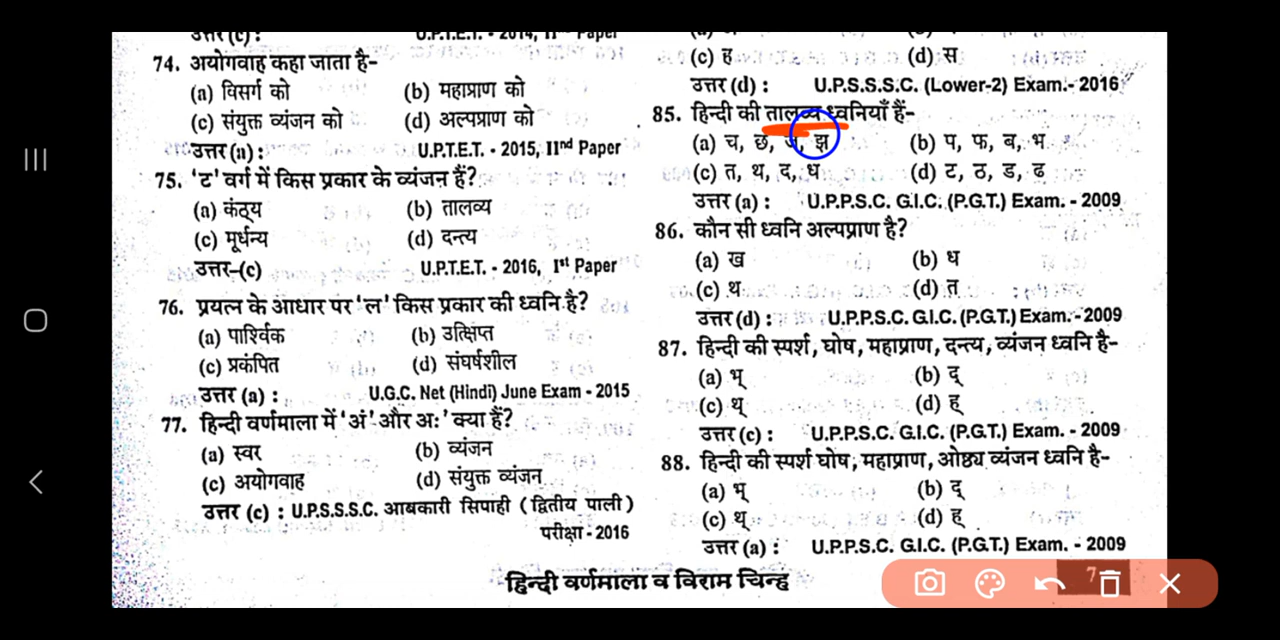 उत्तर (c) : U.P.T.E.T. - 2014, IInd Paper
74. अयोगवाह कहा जाता है-
(a) विसर्ग को (b) महाप्राण को
(c) संयुक्त व्यंजन को (d) अल्पप्राण को
उत्तर (a) : U.P.T.E.T. - 2015, IInd Paper
75. 'ट' वर्ग में किस प्रकार के व्यंजन हैं?
(a) कंठ्य (b) तालव्य
(c) मूर्धन्य (d) दन्त्य
उत्तर-(c) U.P.T.E.T. - 2016, Ist Paper
76. प्रयत्न के आधार पर 'ल' किस प्रकार की ध्वनि है?
(a) पार्श्विक (b) उत्क्षिप्त
(c) प्रकंपित (d) संघर्षशील
उत्तर (a) : U.G.C. Net (Hindi) June Exam - 2015
77. हिन्दी वर्णमाला में 'अं' और अः' क्या हैं?
(a) स्वर (b) व्यंजन
(c) अयोगवाह (d) संयुक्त व्यंजन
उत्तर (c) : U.P.S.S.S.C. आबकारी सिपाही (द्वितीय पाली)
परीक्षा - 2016
(c) ह (d) स
उत्तर (d) : U.P.S.S.S.C. (Lower-2) Exam.- 2016
85. हिन्दी की तालव्य ध्वनियाँ हैं-
(a) च, छ, ज, झ (b) प, फ, ब, भ
(c) त, थ, द, ध (d) ट, ठ, ड, ढ
उत्तर (a) : U.P.P.S.C. G.I.C. (P.G.T.) Exam. - 2009
86. कौन सी ध्वनि अल्पप्राण है?
(a) ख (b) ध
(c) थ (d) त
उत्तर (d) : U.P.P.S.C. G.I.C. (P.G.T.) Exam. - 2009
87. हिन्दी की स्पर्श, घोष, महाप्राण, दन्त्य, व्यंजन ध्वनि है-
(a) भ् (b) द्
(c) थ् (d) ह्
उत्तर (c) : U.P.P.S.C. G.I.C. (P.G.T.) Exam. - 2009
88. हिन्दी की स्पर्श घोष, महाप्राण, ओष्ठ्य व्यंजन ध्वनि है-
(a) भ् (b) द्
(c) थ् (d) ह्
उत्तर (a) : U.P.P.S.C. G.I.C. (P.G.T.) Exam. - 2009
हिन्दी वर्णमाला व विराम चिन्ह 7